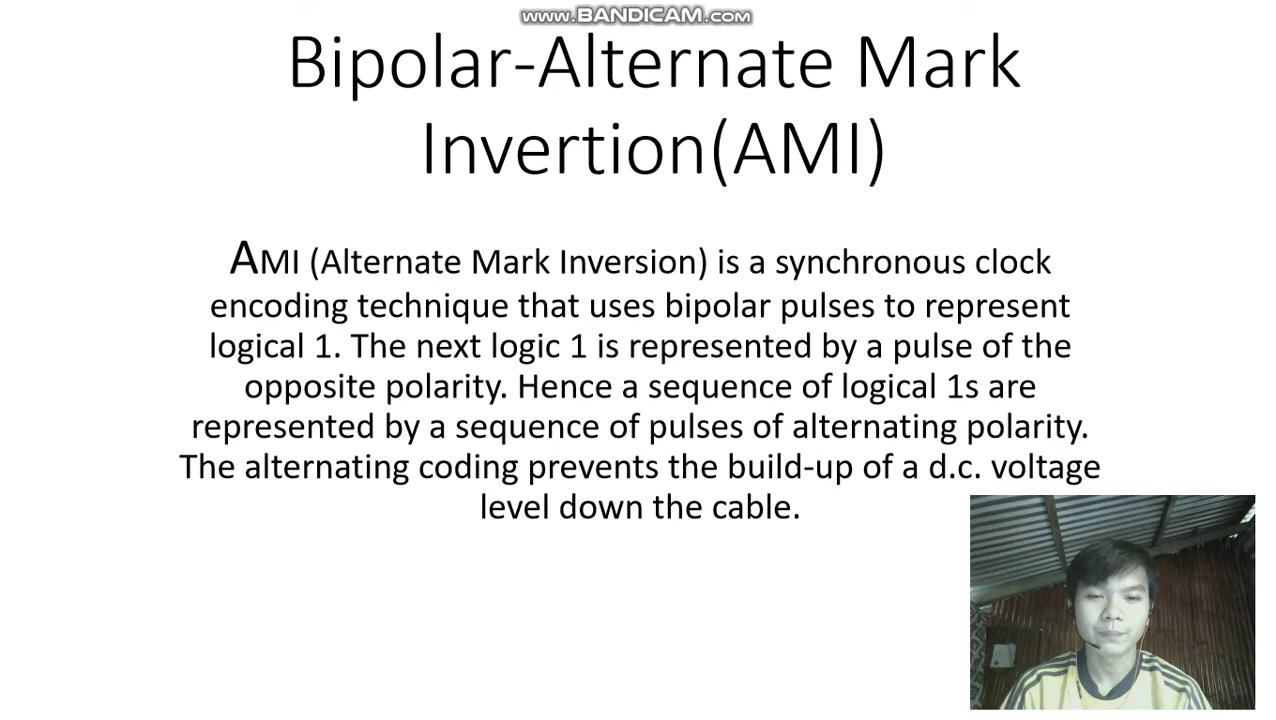 www.BANDICAM.com
Bipolar-Alternate Mark
Invertion(AMI)
AMI (Alternate Mark Inversion) is a synchronous clock
encoding technique that uses bipolar pulses to represent
logical 1. The next logic 1 is represented by a pulse of the
opposite polarity. Hence a sequence of logical 1s are
represented by a sequence of pulses of alternating polarity.
The alternating coding prevents the build-up of a d.c. voltage
level down the cable.